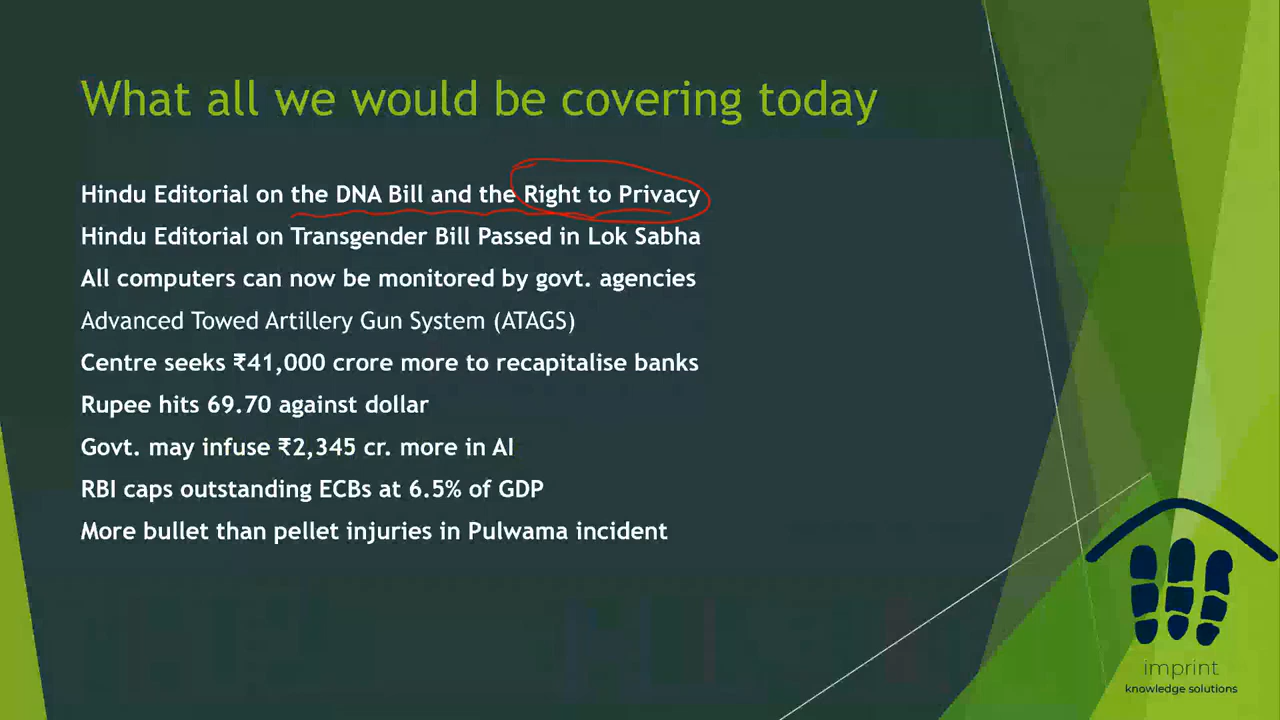 What all we would be covering today
Hindu Editorial on the DNA Bill and the Right to Privacy
Hindu Editorial on Transgender Bill Passed in Lok Sabha
All computers can now be monitored by govt. agencies
Advanced Towed Artillery Gun System (ATAGS)
Centre seeks ₹41,000 crore more to recapitalise banks
Rupee hits 69.70 against dollar
Govt. may infuse ₹2,345 cr. more in AI
RBI caps outstanding ECBs at 6.5% of GDP
More bullet than pellet injuries in Pulwama incident
imprint
knowledge solutions